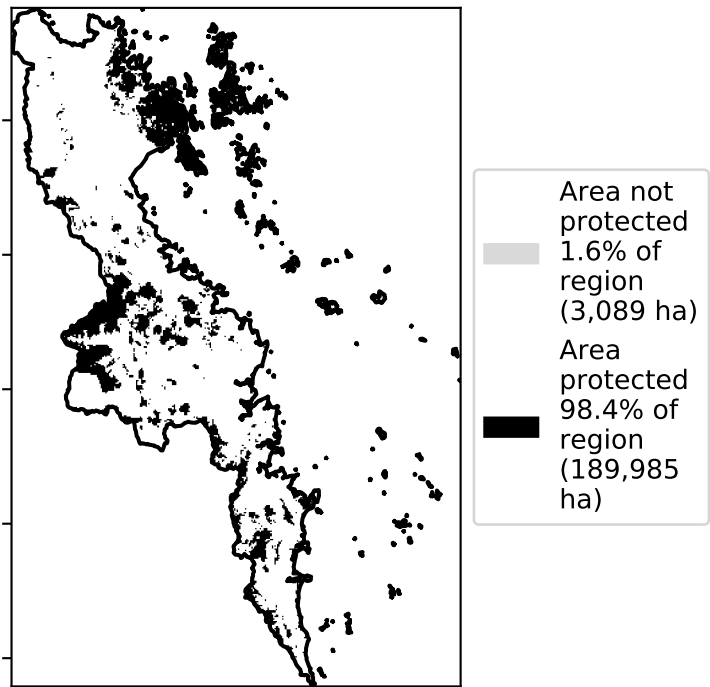 Area not
protected
1.6% of
region
(3,089 ha)
Area
protected
98.4% of
region
(189,985
ha)